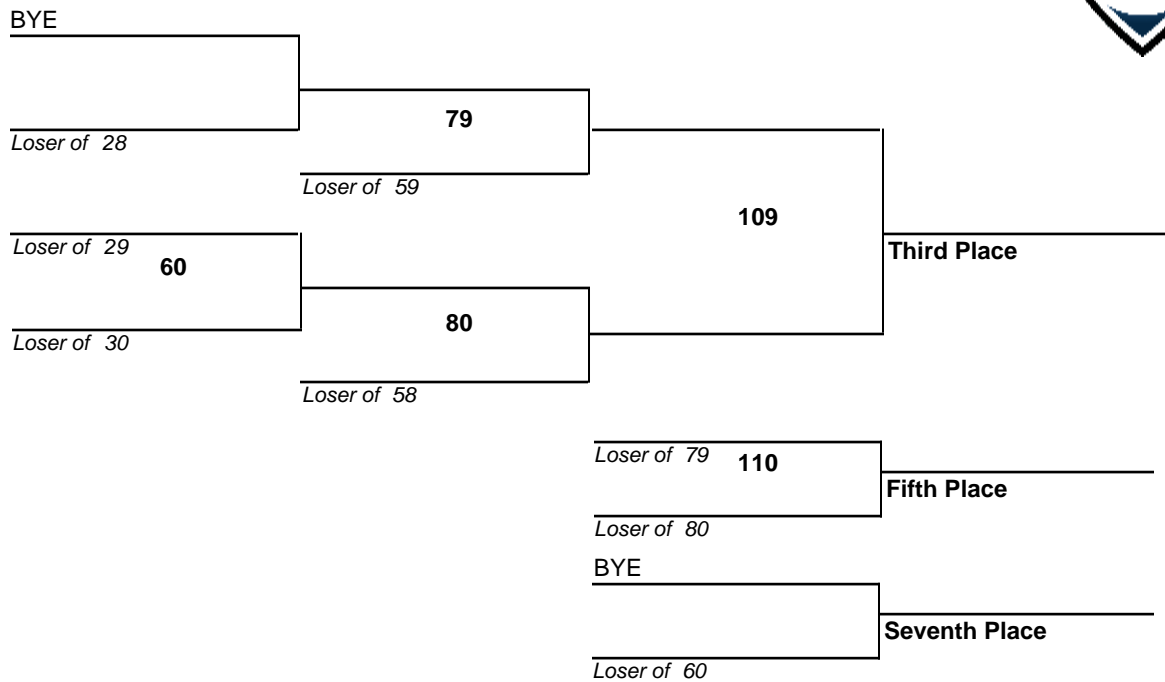 BYE
79
Loser of 28
Loser of 59
109
Loser of 29
60
Third Place
80
Loser of 30
Loser of 58
Loser of 79
110
Fifth Place
Loser of 80
BYE
Seventh Place
Loser of 60